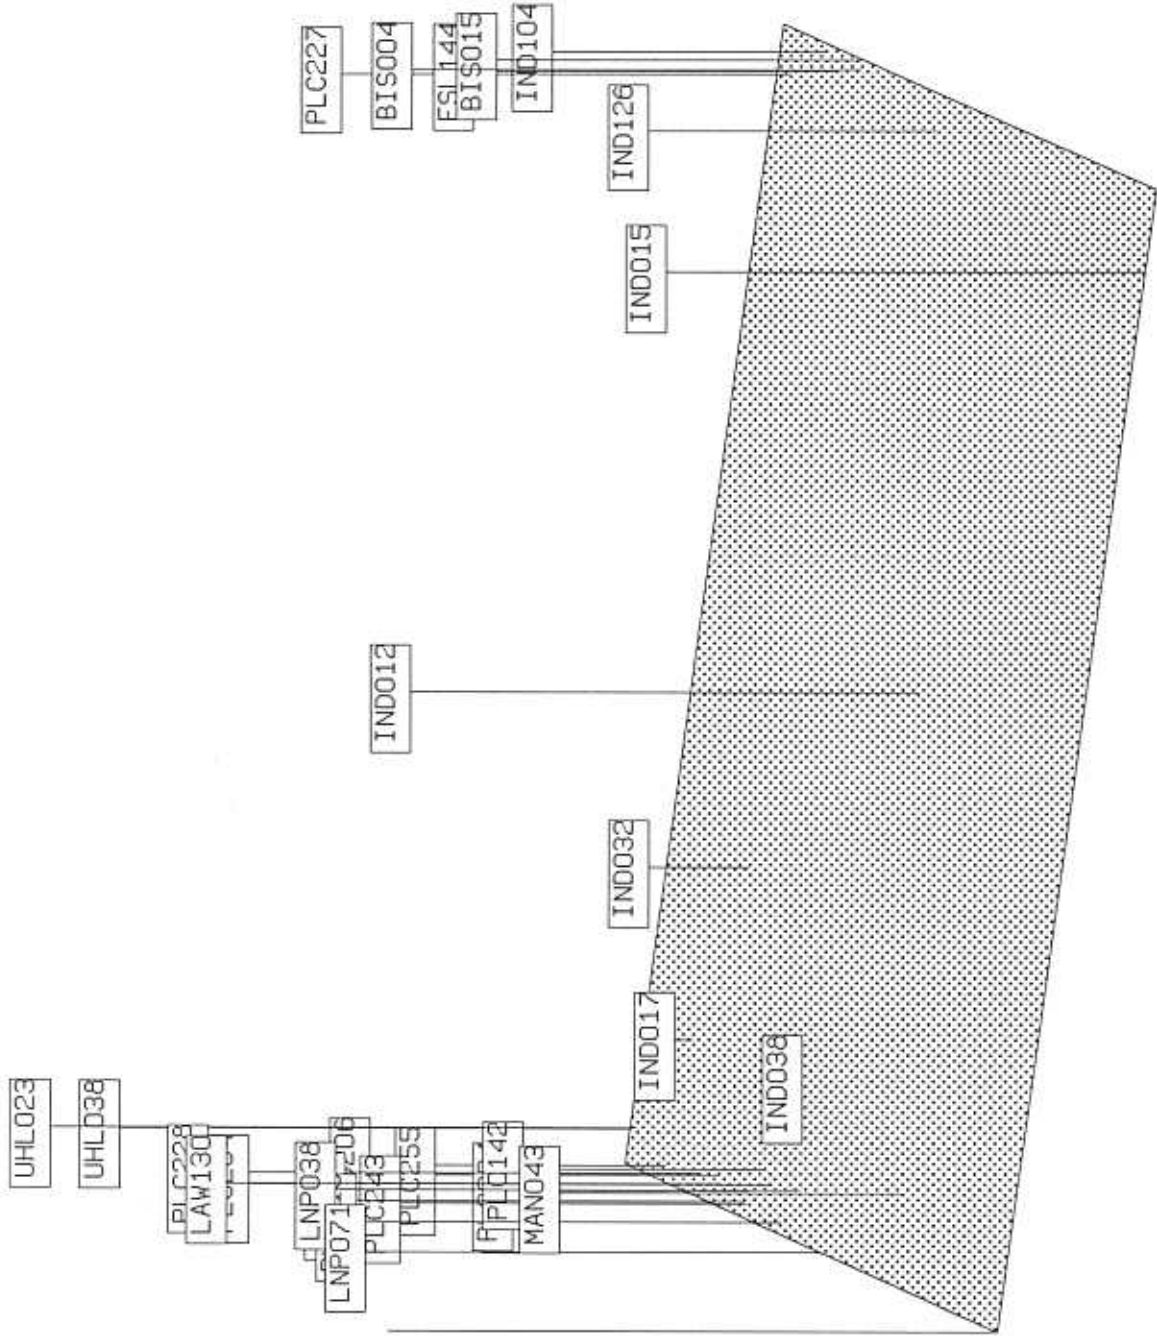 PLC227
BIS004
FSL144
BIS015
IND104
IND126
IND015
IND012
IND032
IND017
IND038
UHL023
UHL038
PLC228
LAW130
LNP038
LNP071
PLC243
PLC255
PLO142
MAN043